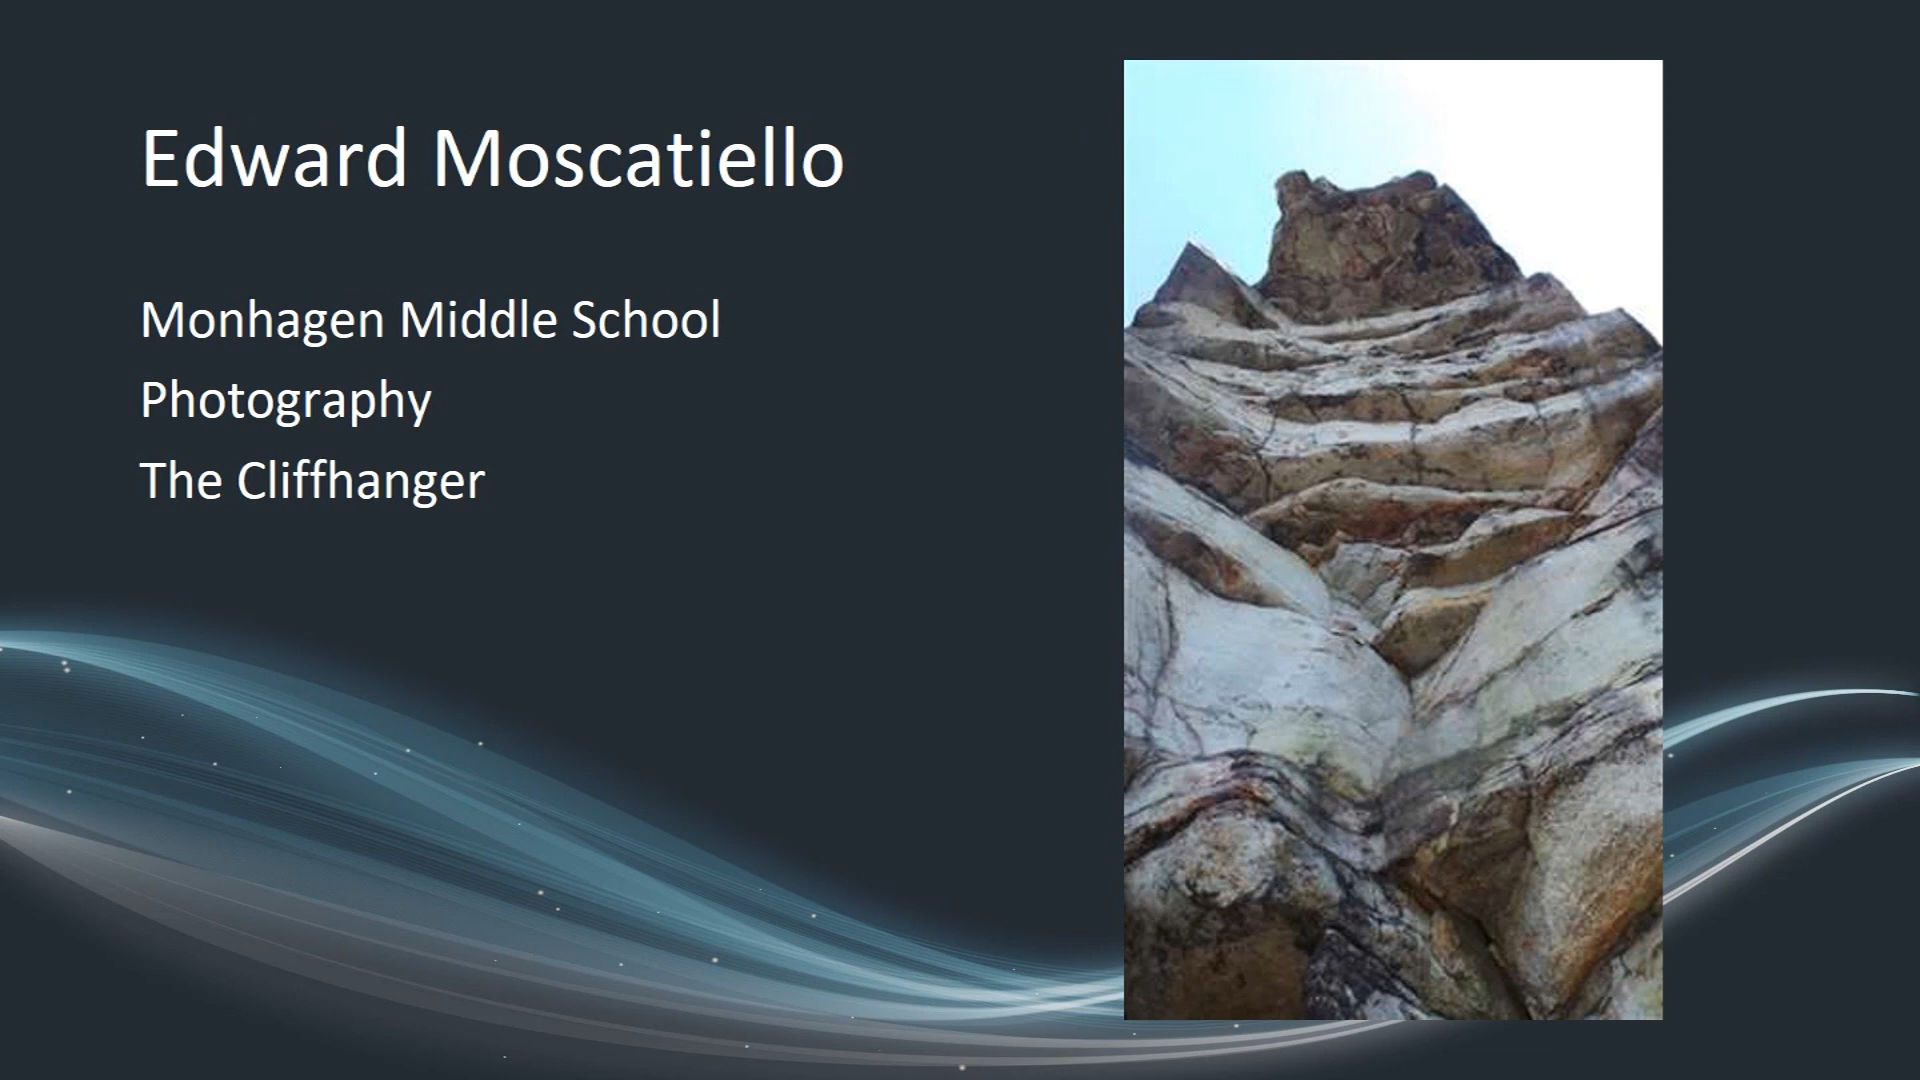 Edward Moscatiello
Monhagen Middle School
Photography
The Cliffhanger